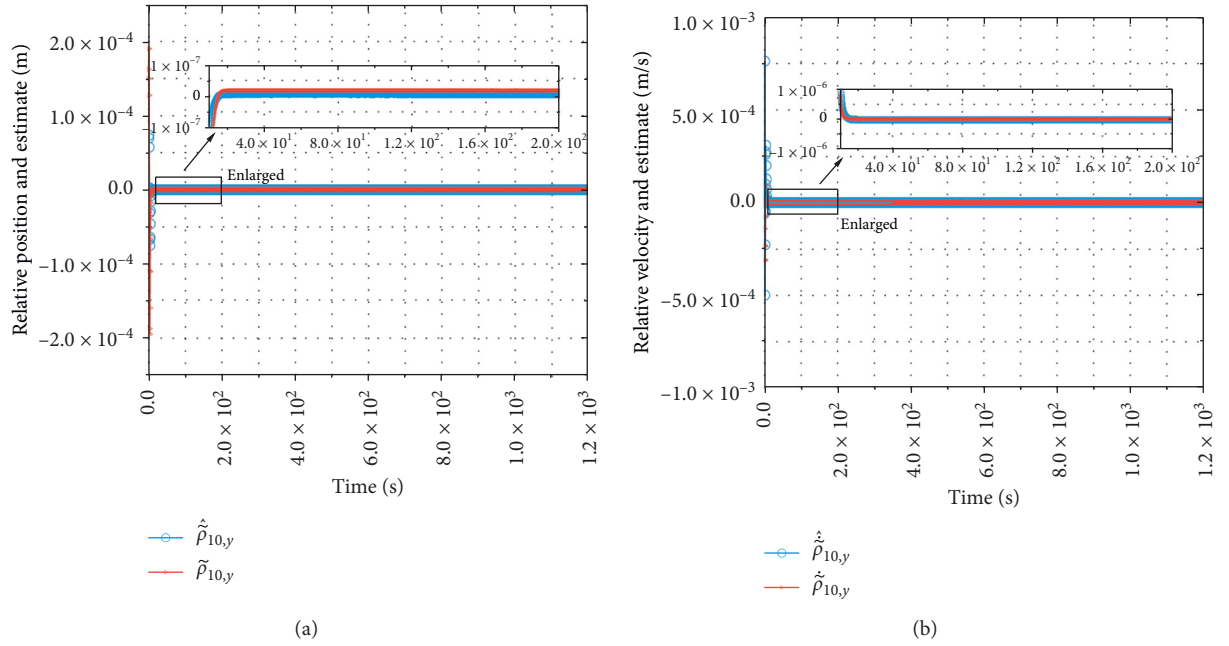 Relative position and estimate (m)
2.0 × 10⁻⁴
1.0 × 10⁻⁴
0.0
−1.0 × 10⁻⁴
−2.0 × 10⁻⁴
1 × 10⁻⁷
0
1 × 10⁻⁷
4.0 × 10¹
8.0 × 10¹
1.2 × 10²
1.6 × 10²
2.0 × 10²
Enlarged
0.0
2.0 × 10²
4.0 × 10²
6.0 × 10²
8.0 × 10²
1.0 × 10³
1.2 × 10³
Time (s)
ρ̃̂₁₀,y
ρ̃₁₀,y
(a)
Relative velocity and estimate (m/s)
1.0 × 10⁻³
5.0 × 10⁻⁴
0.0
−5.0 × 10⁻⁴
−1.0 × 10⁻³
1 × 10⁻⁶
0
−1 × 10⁻⁶
4.0 × 10¹
8.0 × 10¹
1.2 × 10²
1.6 × 10²
2.0 × 10²
Enlarged
0.0
2.0 × 10²
4.0 × 10²
6.0 × 10²
8.0 × 10²
1.0 × 10³
1.2 × 10³
Time (s)
ρ̃̇̂₁₀,y
ρ̃̇₁₀,y
(b)